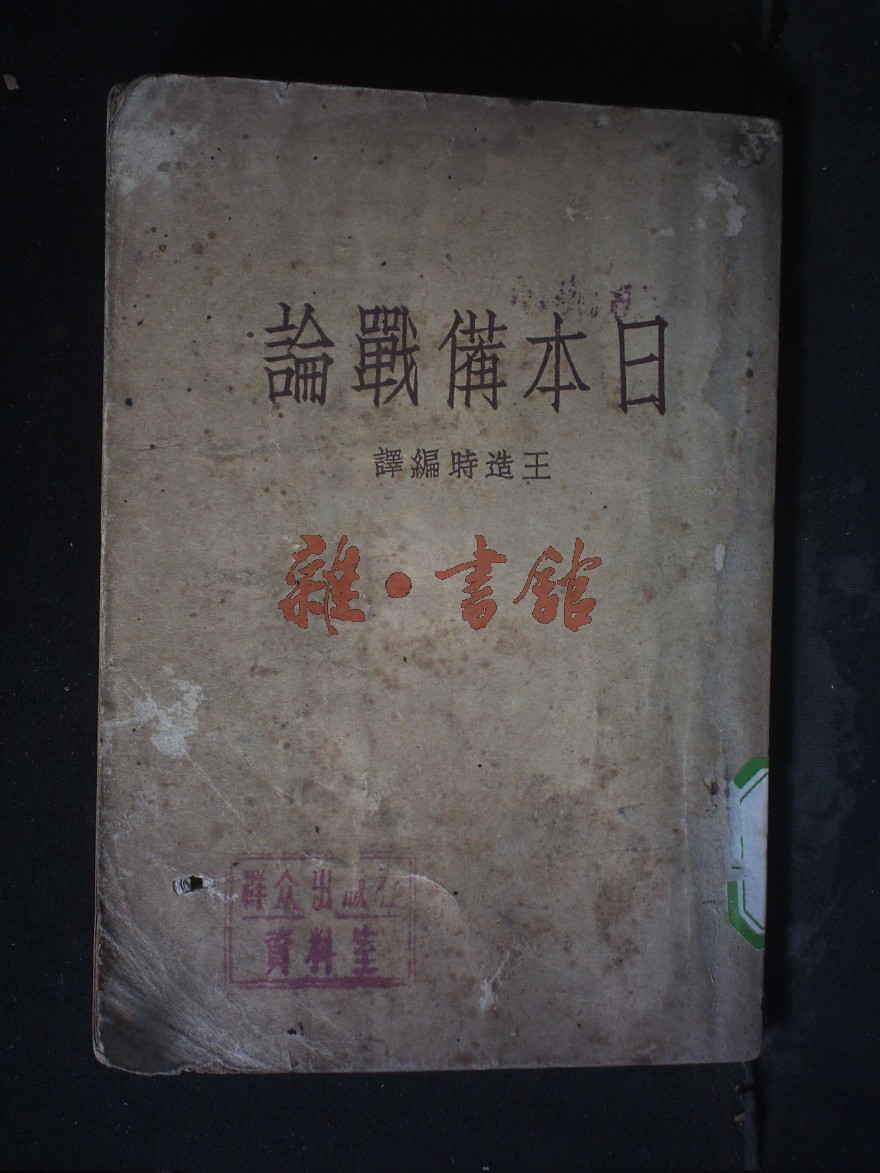 日本備戰論
王造時編譯
雜•書館
群众出版社
資料室